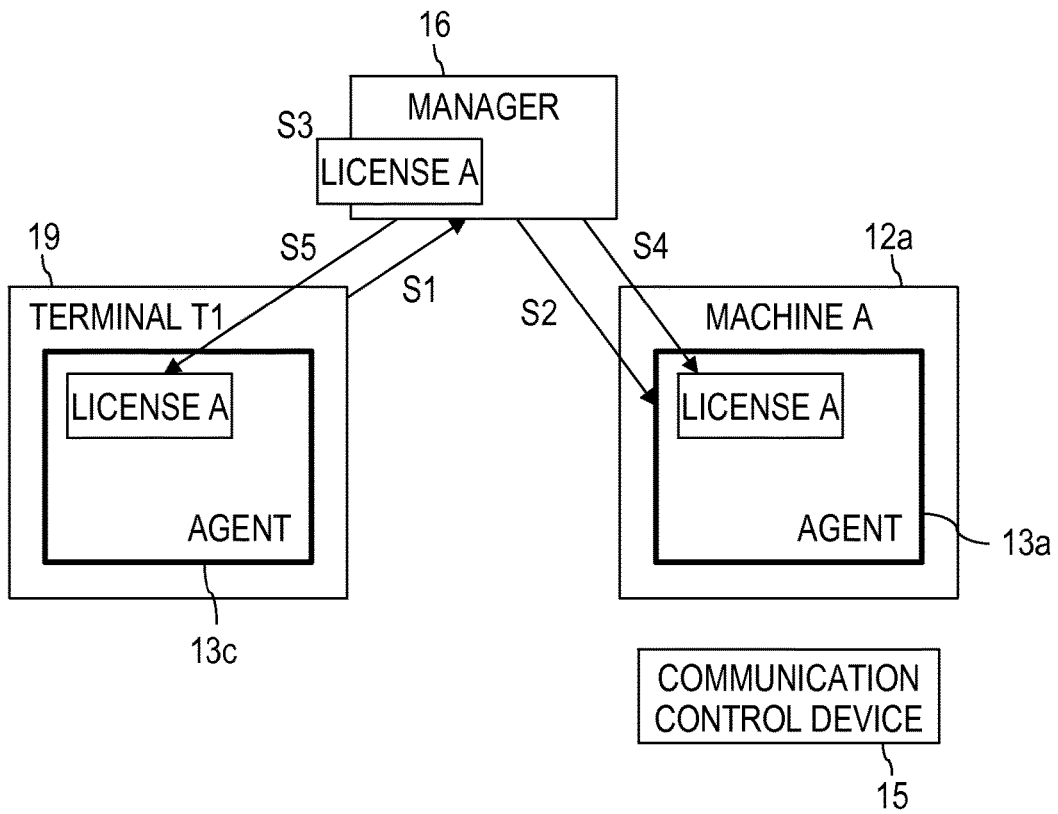 16
MANAGER
S3
LICENSE A
19
S5
S1
S4
S2
12a
TERMINAL T1
LICENSE A
AGENT
13c
MACHINE A
LICENSE A
AGENT
13a
COMMUNICATION
CONTROL DEVICE
15